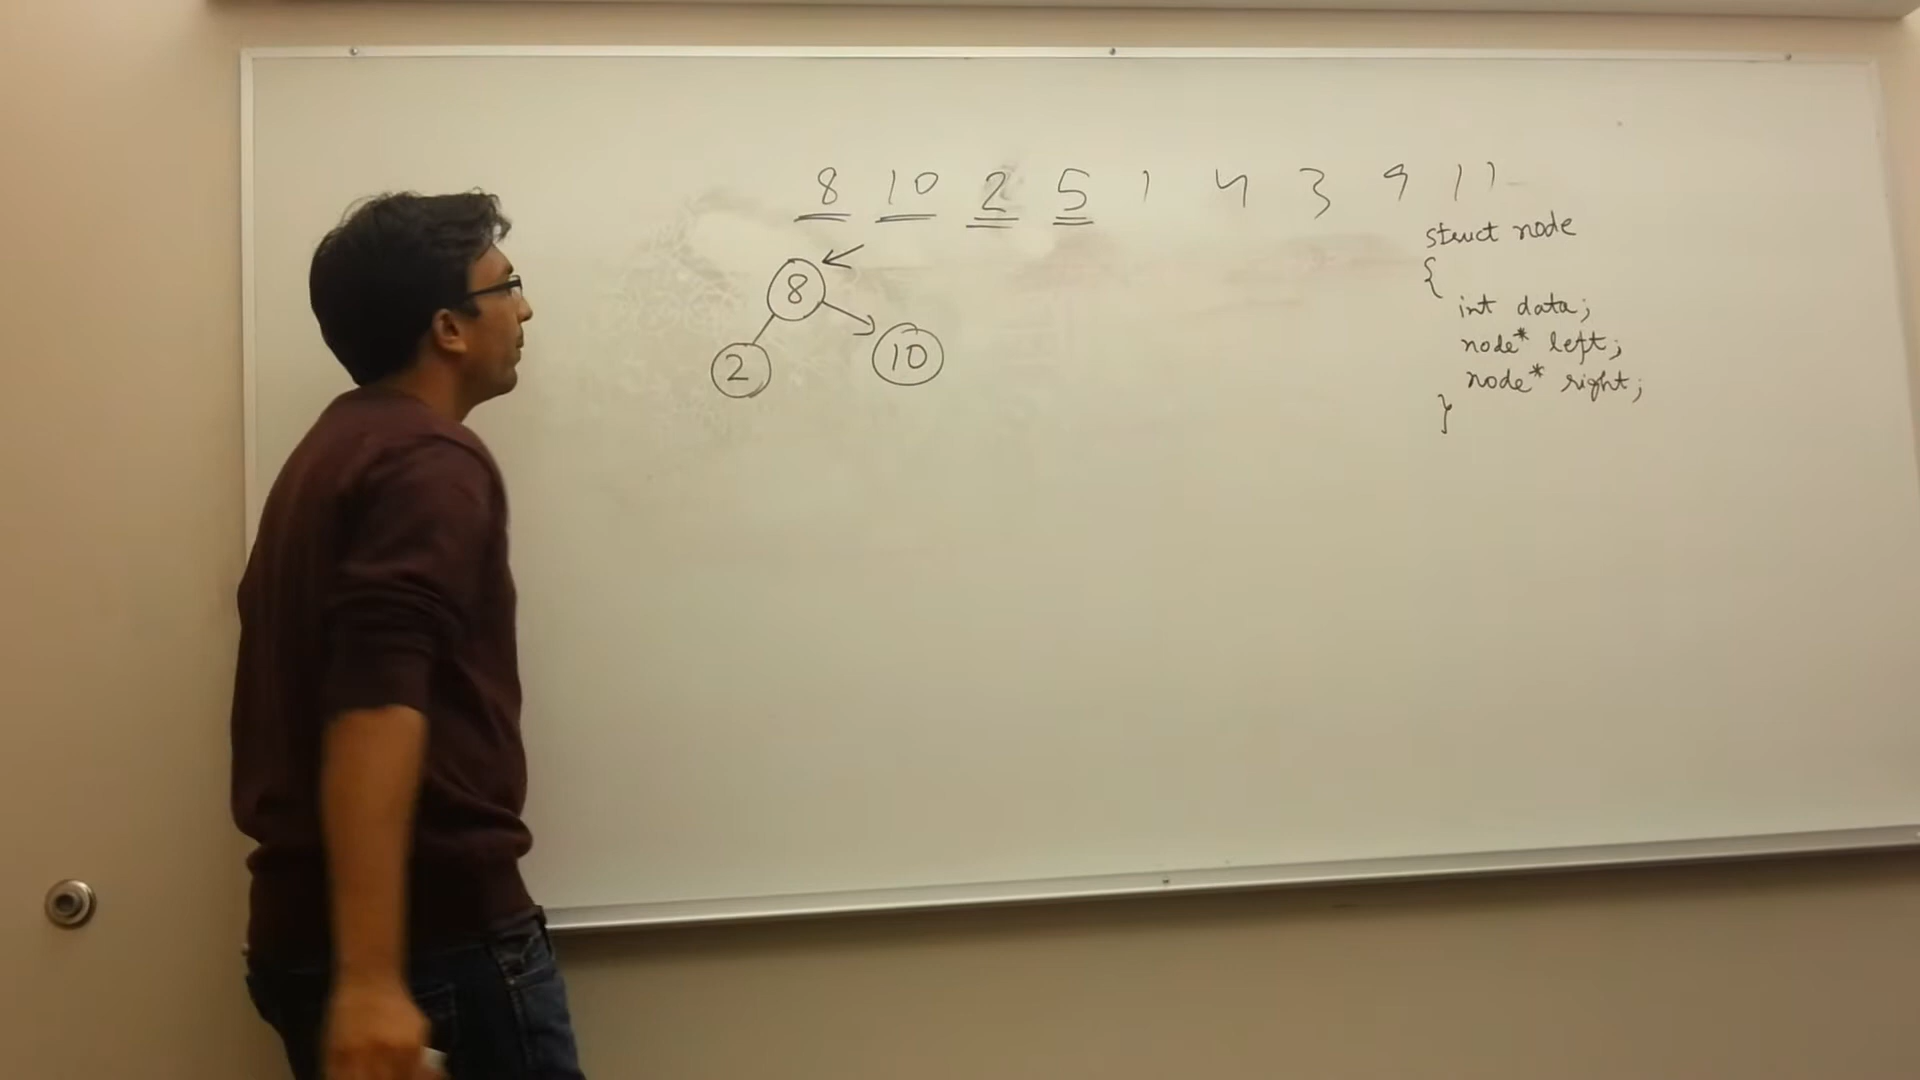 8 10 2 5 1 4 3 9 11
struct node
{
int data;
node* left;
node* right;
}
8
2
10